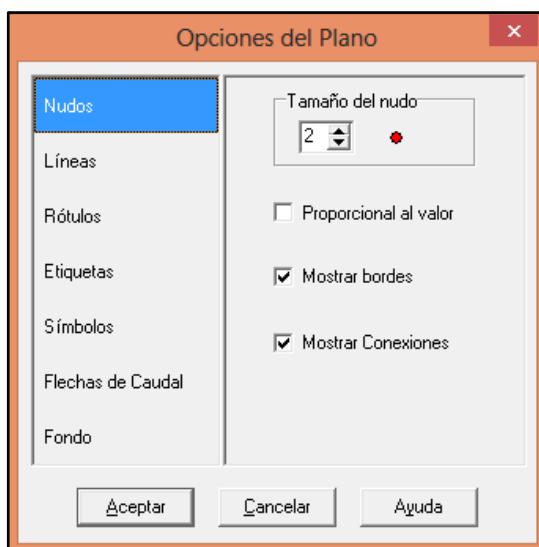 Opciones del Plano
Nudos
Líneas
Rótulos
Etiquetas
Símbolos
Flechas de Caudal
Fondo
Tamaño del nudo
2
Proporcional al valor
Mostrar bordes
Mostrar Conexiones
Aceptar
Cancelar
Ayuda